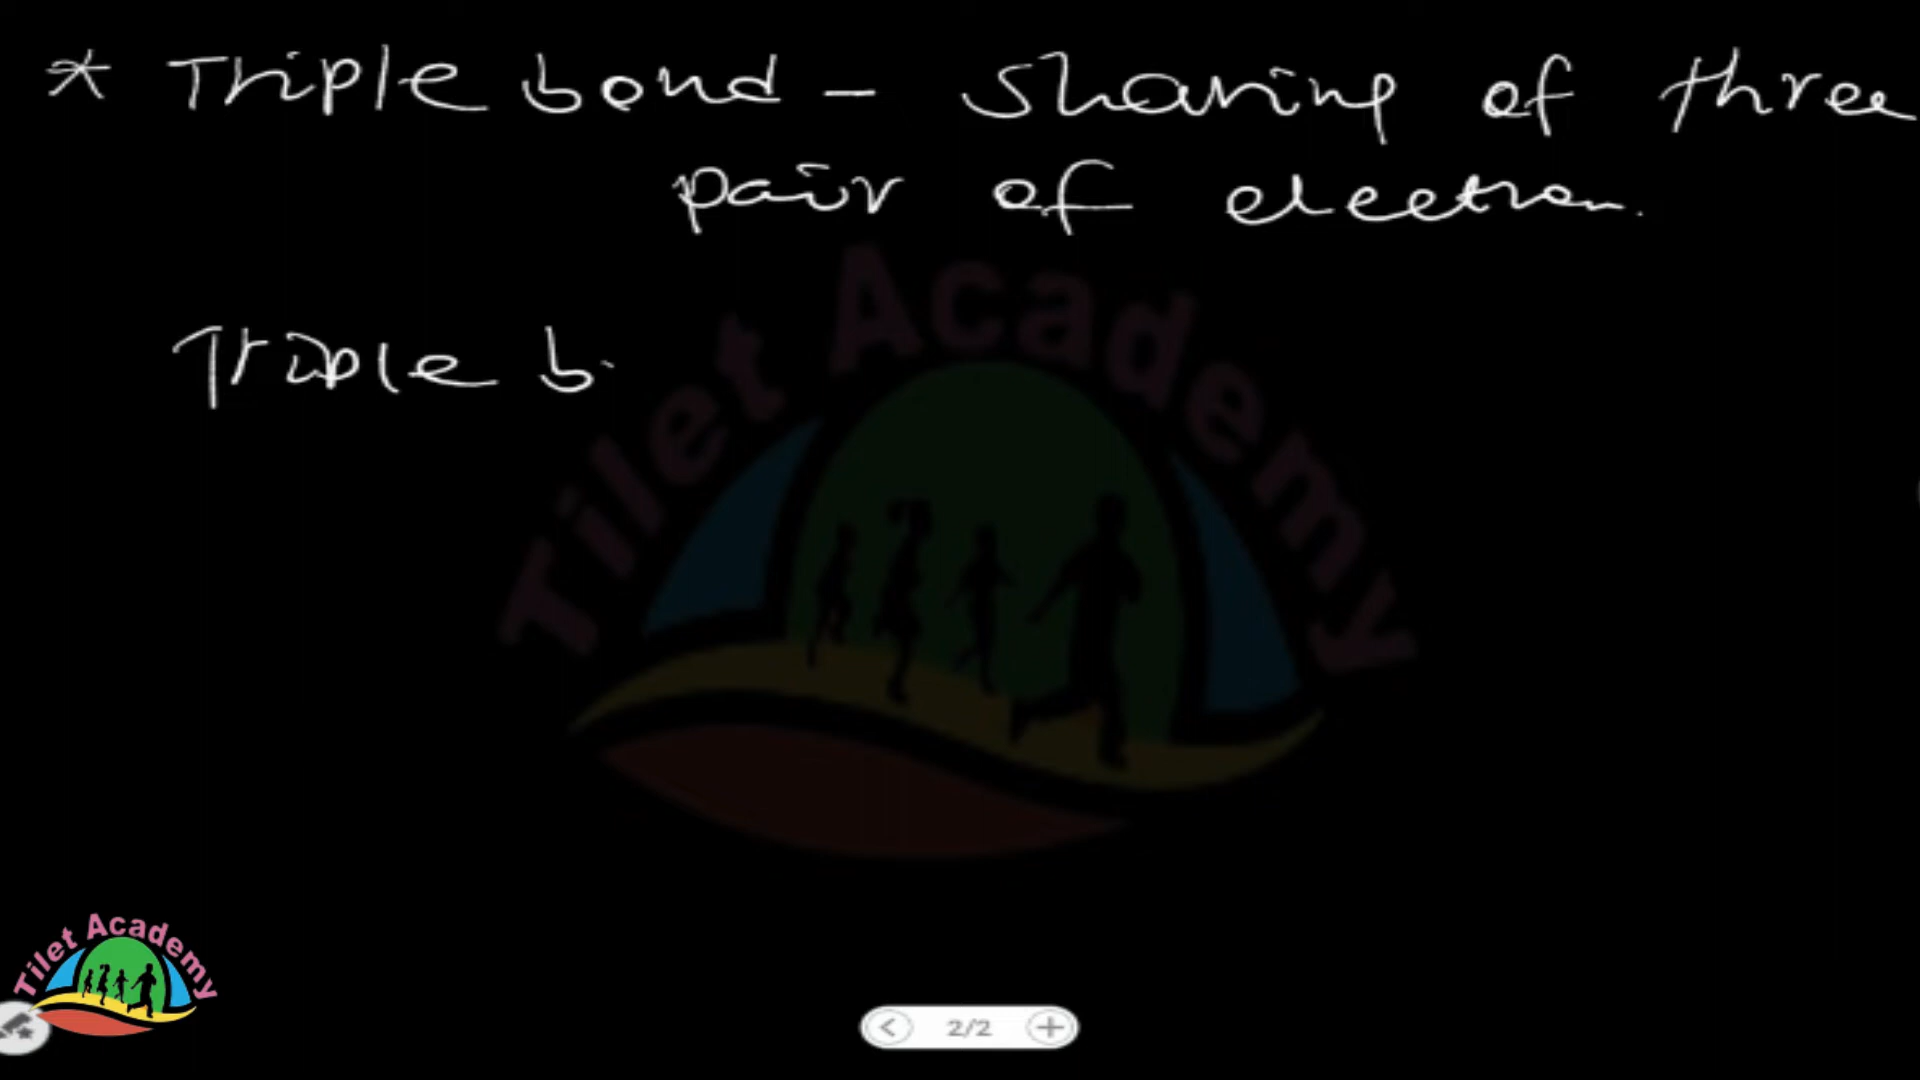 * Triple bond - sharing of three
pair of electron.
Triple b
Tilet Academy
Tilet Academy
2/2